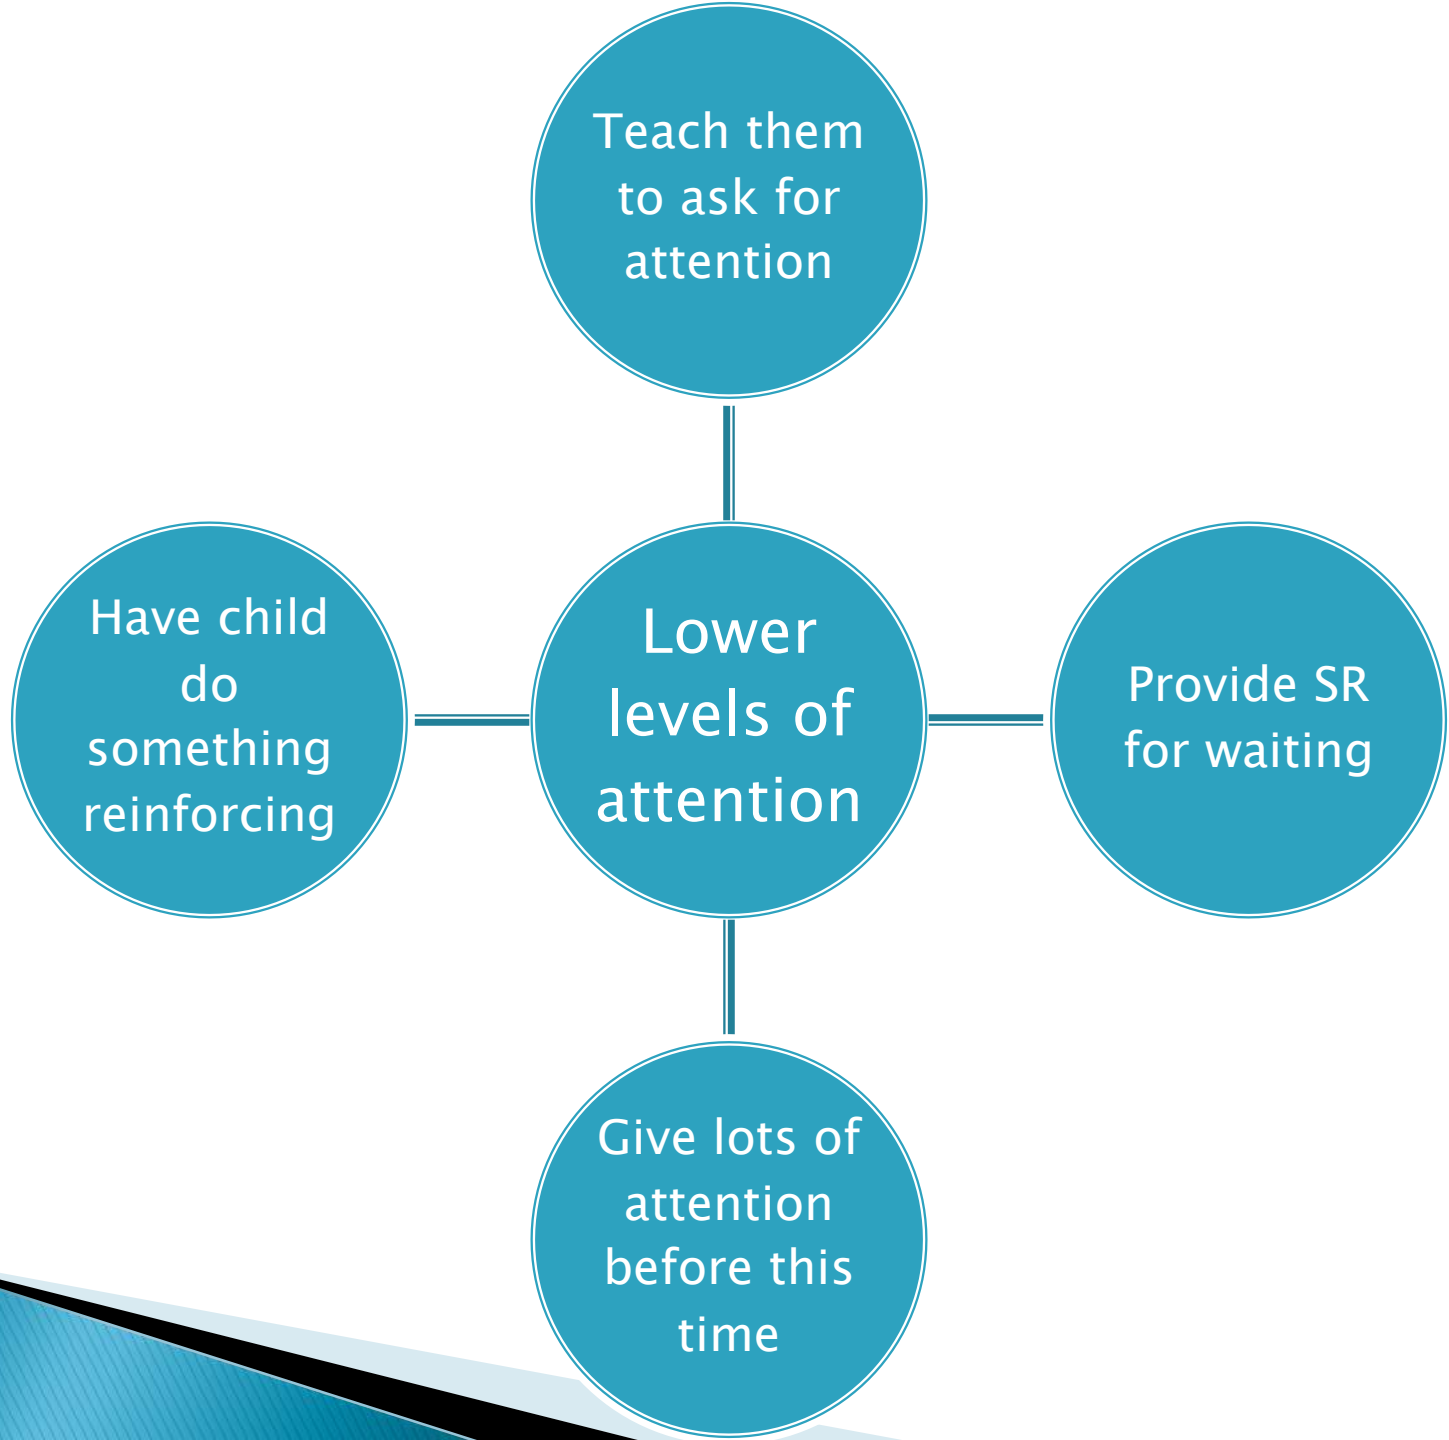 Teach them
to ask for
attention
Have child
do
something
reinforcing
Lower
levels of
attention
Provide SR
for waiting
Give lots of
attention
before this
time